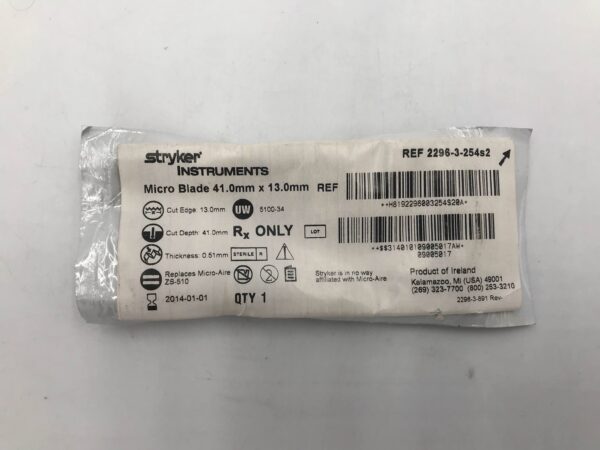 stryker®
INSTRUMENTS
REF 2296-3-254s2
Micro Blade 41.0mm x 13.0mm REF
**H8192296003254S20A*
Cut Edge: 13.0mm UW 5100-34
Cut Depth: 41.0mm Rx ONLY LOT
**$$314010109005017AW*
09005017
Thickness: 0.51mm STERILE R
Replaces Micro-Aire
ZS-510
Stryker is in no way
affiliated with Micro-Aire
2014-01-01 QTY 1
Product of Ireland
Kalamazoo, MI (USA) 49001
(269) 323-7700 (800) 253-3210
2296-3-891 Rev-